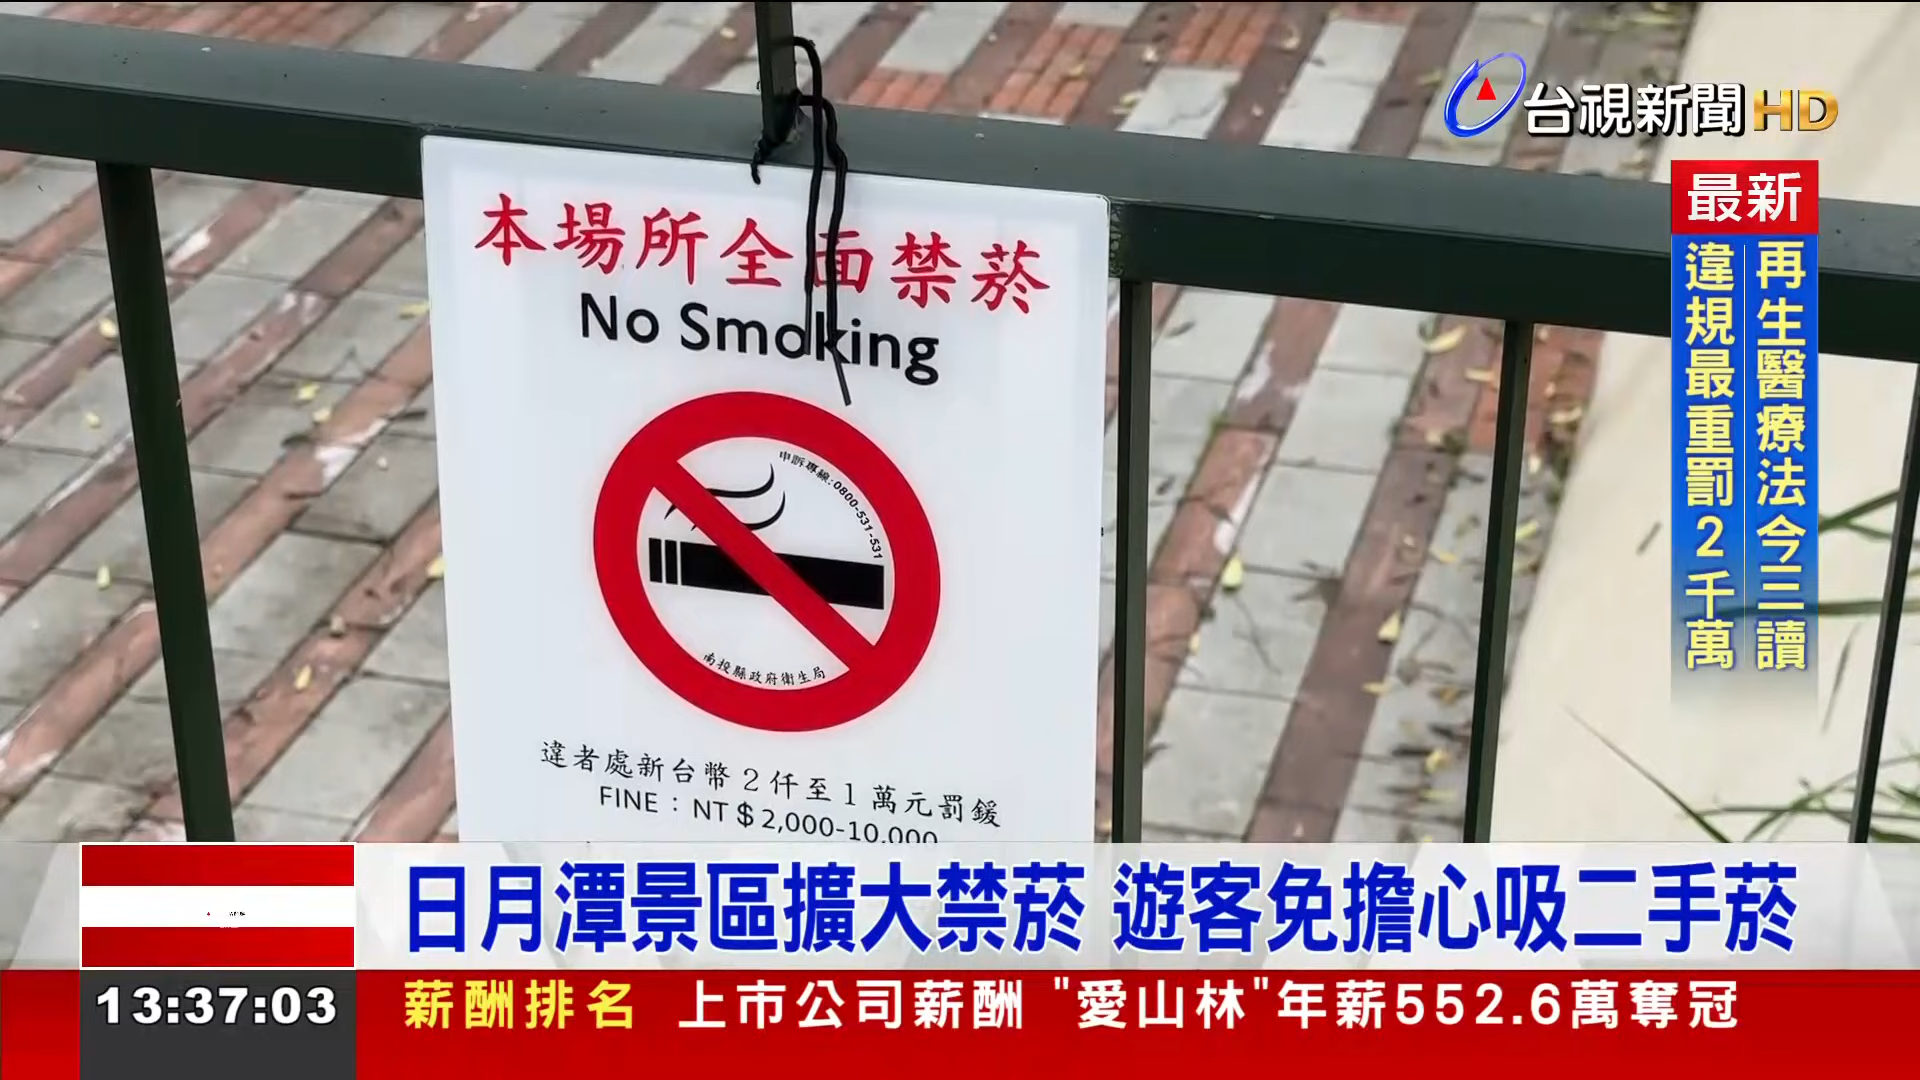 台視新聞HD
最新
再生醫療法今三讀
違規最重罰2千萬
本場所全面禁菸
No Smoking
申訴專線:0800-531-531
南投縣政府衛生局
違者處新台幣2仟至1萬元罰鍰
FINE：NT＄2,000-10,000
日月潭景區擴大禁菸 遊客免擔心吸二手菸
13:37:03
薪酬排名 上市公司薪酬 "愛山林"年薪552.6萬奪冠